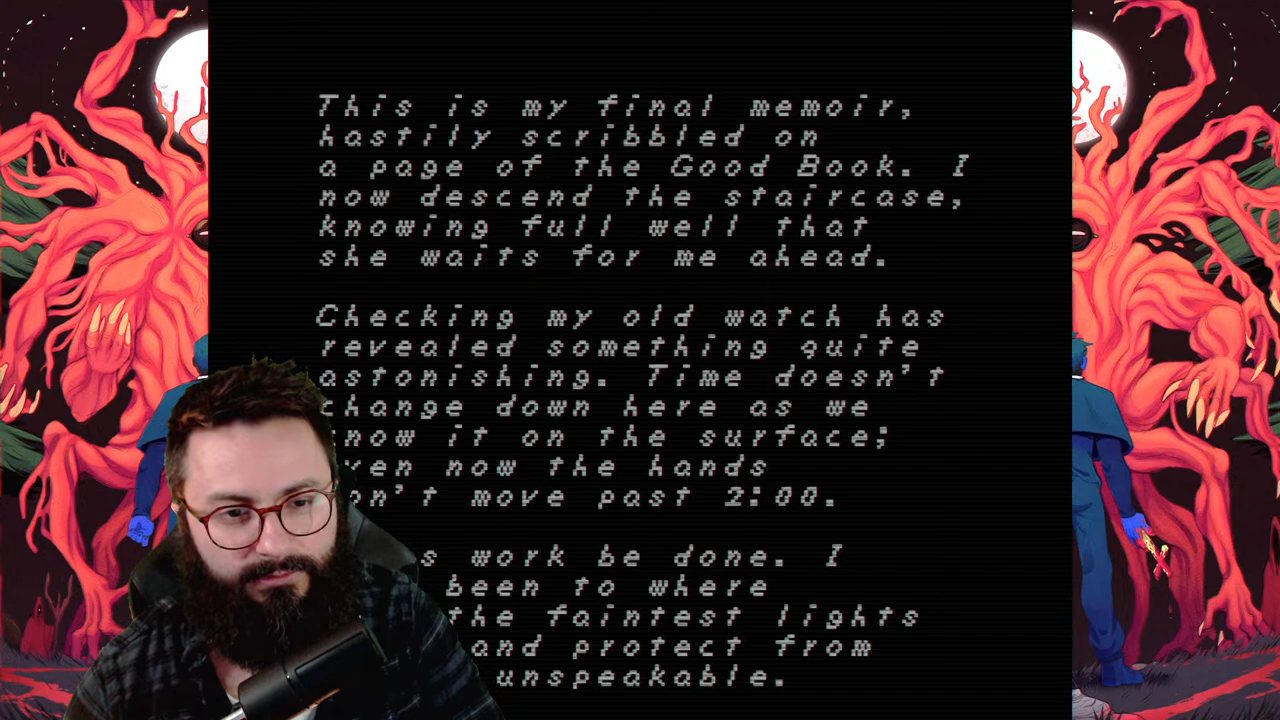 This is my final memoir,
hastily scribbled on
a page of the Good Book. I
now descend the staircase,
knowing full well that
she waits for me ahead.
Checking my old watch has
revealed something quite
astonishing. Time doesn't
change down here as we
it on the surface;
now the hands
move past 2:00.
work be done. I
been to where
the faintest lights
and protect from
unspeakable.